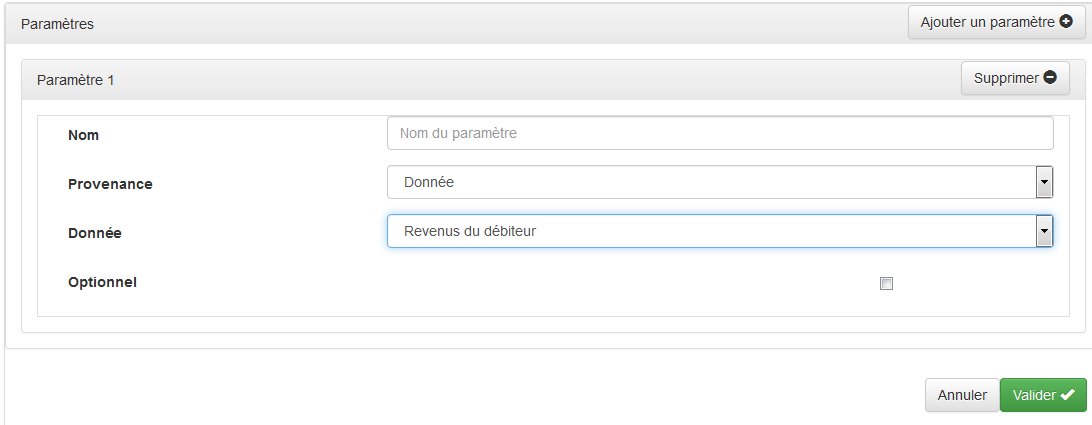 Paramètres
Ajouter un paramètre
Paramètre 1
Supprimer
Nom
Nom du paramètre
Provenance
Donnée
Donnée
Revenus du débiteur
Optionnel
Annuler
Valider